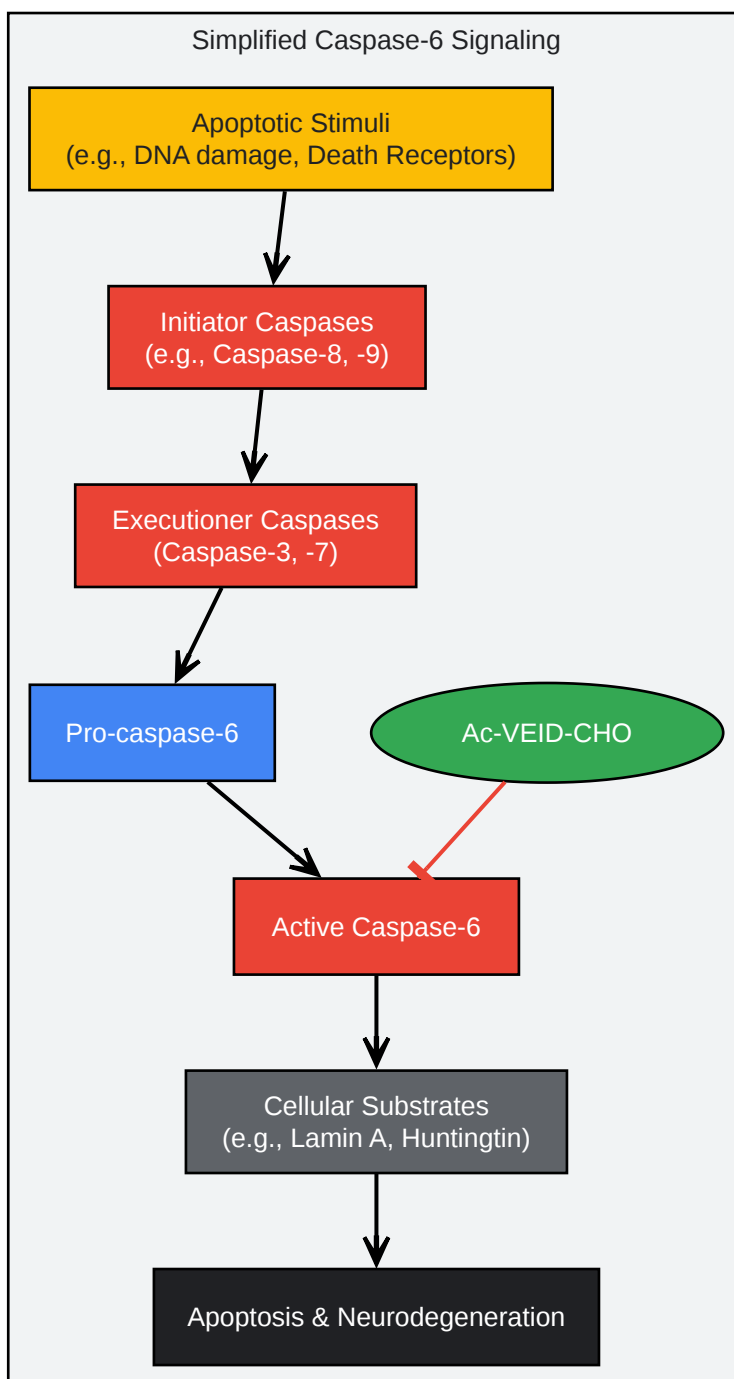 Simplified Caspase-6 Signaling
Apoptotic Stimuli
(e.g., DNA damage, Death Receptors)
Initiator Caspases
(e.g., Caspase-8, -9)
Executioner Caspases
(Caspase-3, -7)
Pro-caspase-6
Ac-VEID-CHO
Active Caspase-6
Cellular Substrates
(e.g., Lamin A, Huntingtin)
Apoptosis & Neurodegeneration